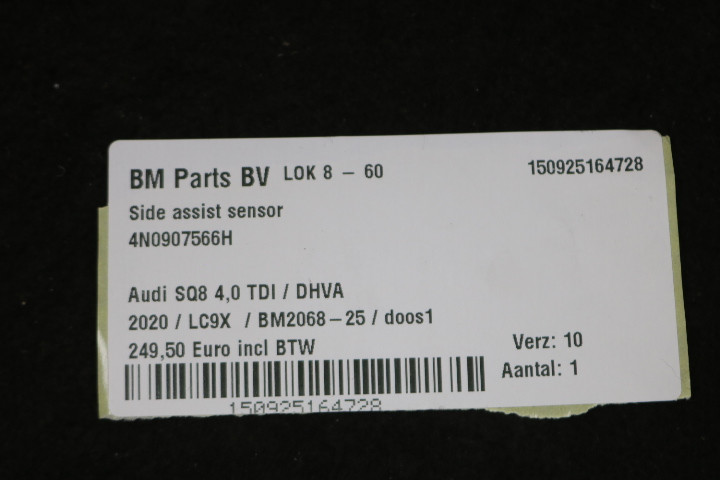 BM Parts BV LOK 8 - 60 150925164728
Side assist sensor
4N0907566H
Audi SQ8 4,0 TDI / DHVA
2020 / LC9X / BM2068-25 / doos1
249,50 Euro incl BTW Verz: 10
Aantal: 1
150925164728